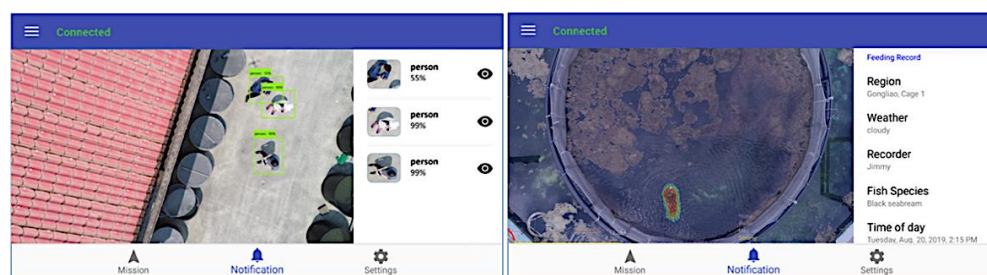 Connected
person
55%
person
99%
person
99%
Mission
Notification
Settings
Connected
Feeding Record
Region
Gongliao, Cage 1
Weather
cloudy
Recorder
Jimmy
Fish Species
Black seabream
Time of day
Tuesday, Aug. 20, 2019, 2:15 PM
Mission
Notification
Settings